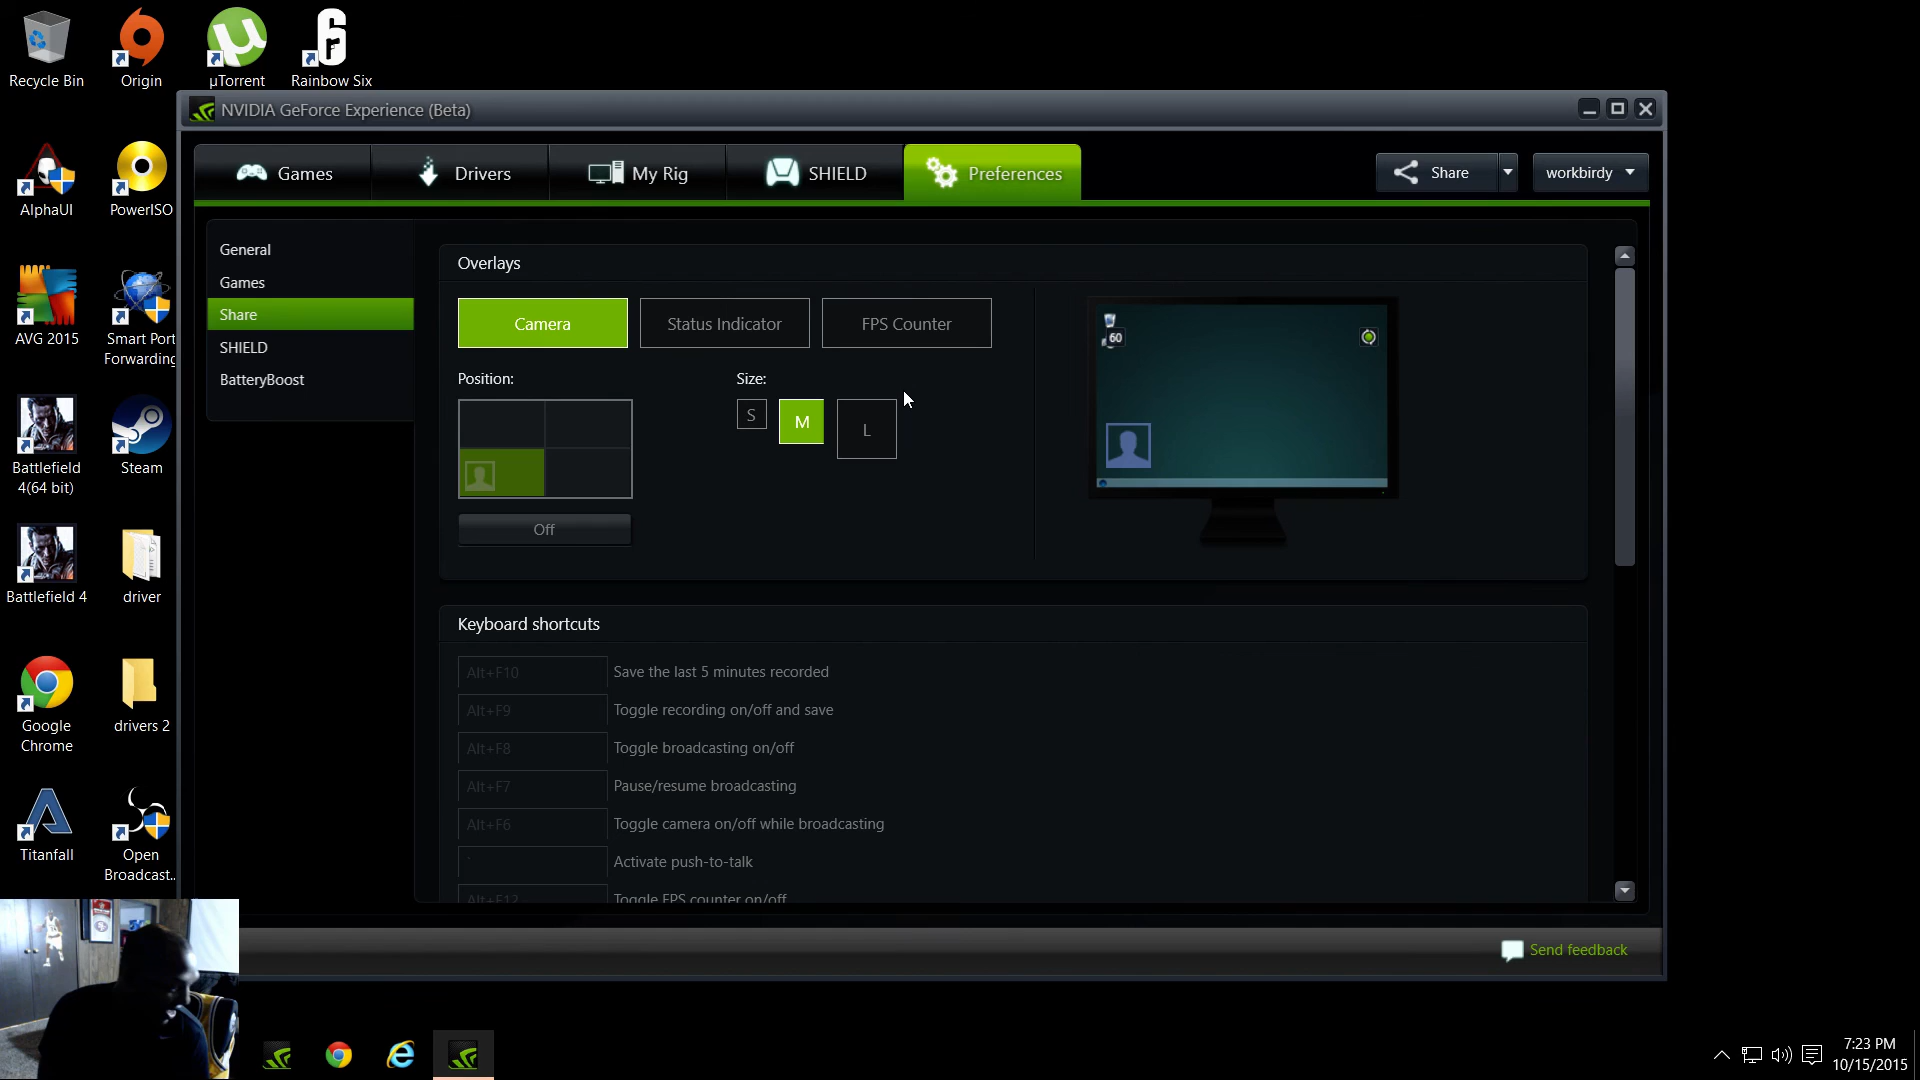 Recycle Bin
Origin
µTorrent
Rainbow Six
AlphaUI
PowerISO
AVG 2015
Smart Port
Forwarding
Battlefield
4(64 bit)
Steam
Battlefield 4
driver
Google
Chrome
drivers 2
Titanfall
Open
Broadcast...
NVIDIA GeForce Experience (Beta)
Games
Drivers
My Rig
SHIELD
Preferences
Share
workbirdy
General
Games
Share
SHIELD
BatteryBoost
Overlays
Camera
Status Indicator
FPS Counter
Position:
Size:
S
M
L
Off
60
Keyboard shortcuts
Alt+F10
Save the last 5 minutes recorded
Alt+F9
Toggle recording on/off and save
Alt+F8
Toggle broadcasting on/off
Alt+F7
Pause/resume broadcasting
Alt+F6
Toggle camera on/off while broadcasting
`
Activate push-to-talk
Alt+F12
Toggle FPS counter on/off
Send feedback
7:23 PM
10/15/2015